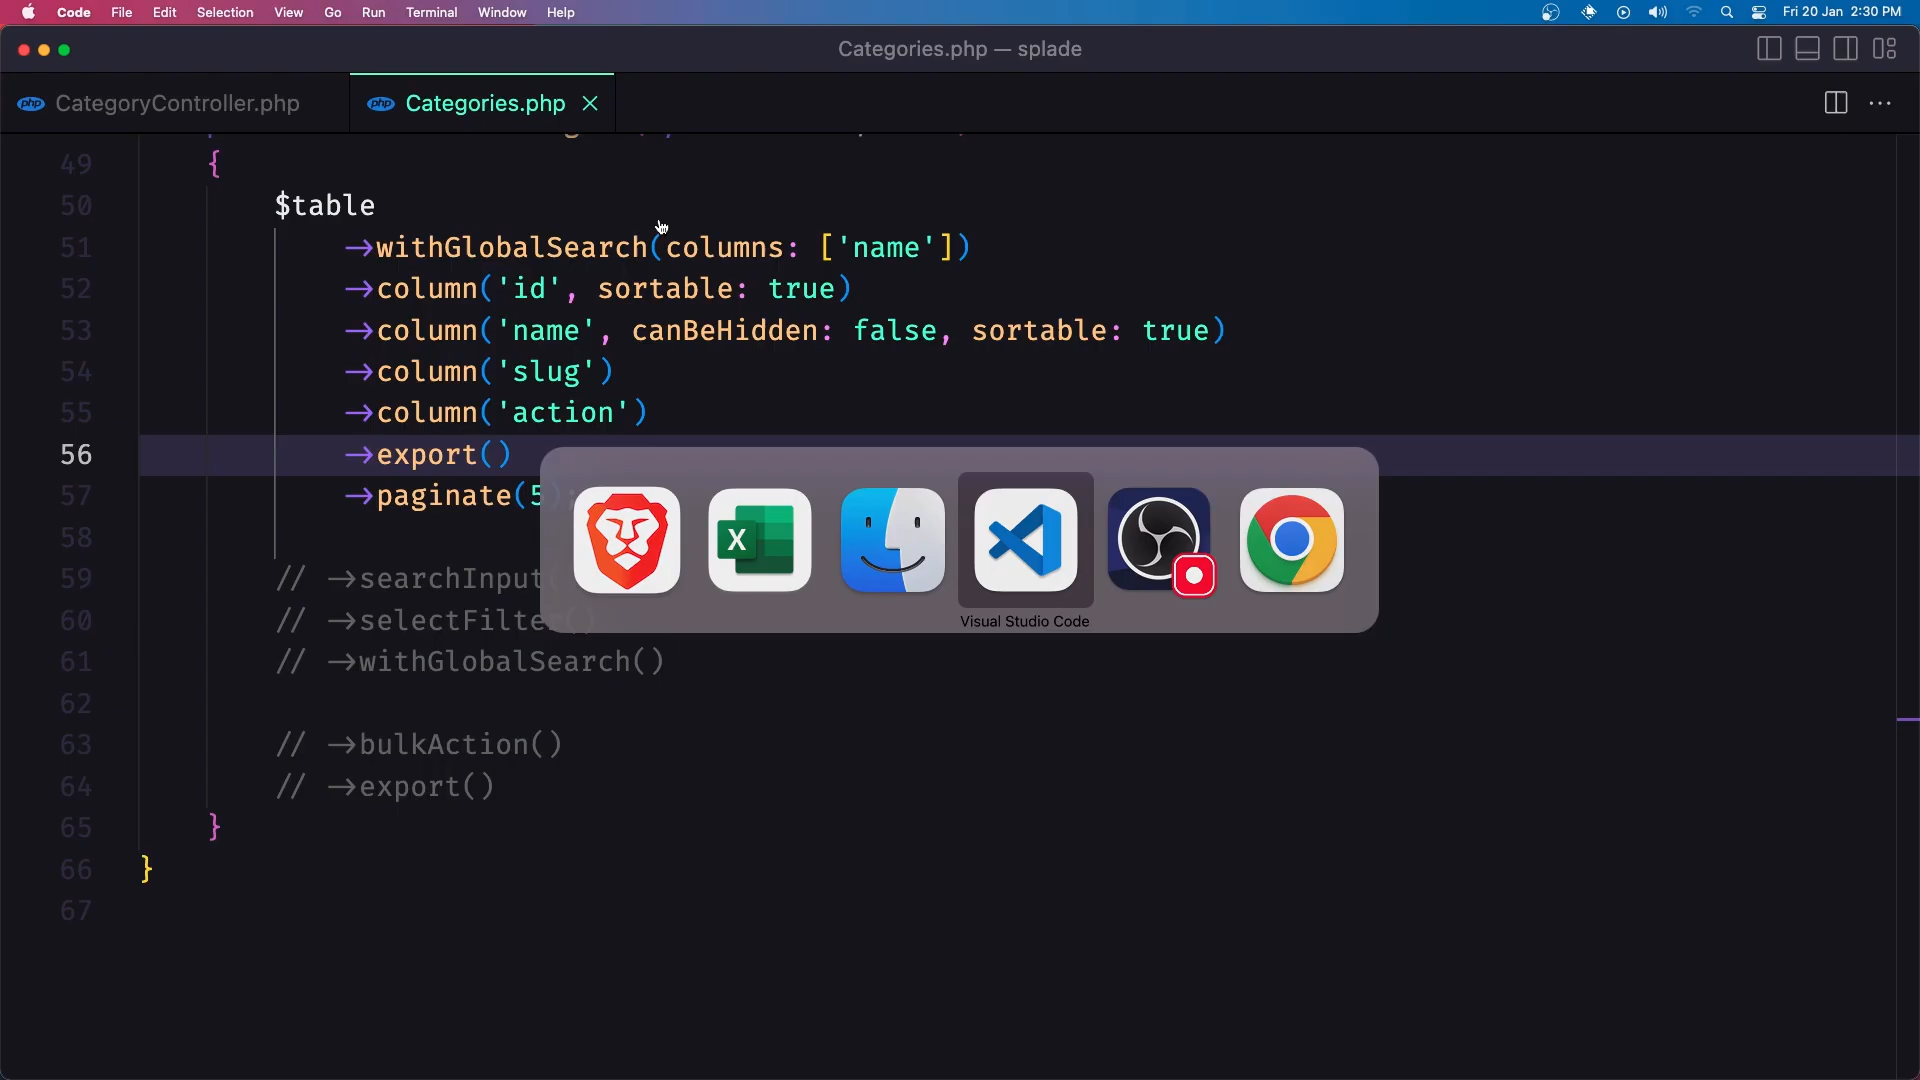 Code File Edit Selection View Go Run Terminal Window Help Fri 20 Jan 2:30 PM
Categories.php — splade
php CategoryController.php php Categories.php
49 {
50 $table
51 ->withGlobalSearch(columns: ['name'])
52 ->column('id', sortable: true)
53 ->column('name', canBeHidden: false, sortable: true)
54 ->column('slug')
55 ->column('action')
56 ->export()
57 ->paginate(5);
58
59 // ->searchInput(
60 // ->selectFilter()
61 // ->withGlobalSearch()
62
63 // ->bulkAction()
64 // ->export()
65 }
66 }
67
X
Visual Studio Code